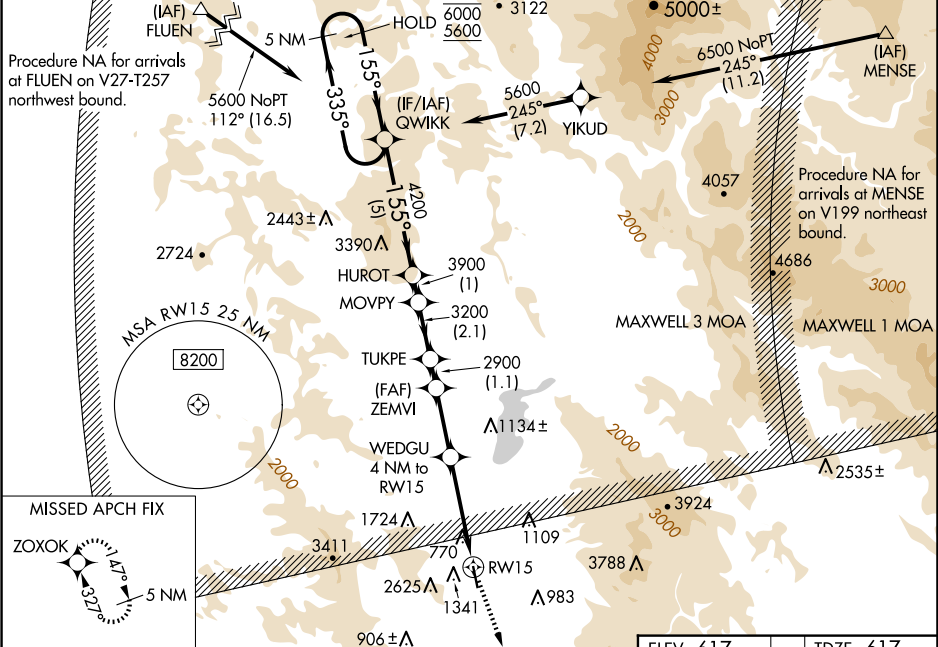 (IAF)
FLUEN
5 NM
HOLD
6000
5600
3122
5000±
4000
3000
6500 NoPT
245°
(11.2)
(IAF)
MENSE
Procedure NA for arrivals
at FLUEN on V27-T257
northwest bound.
5600 NoPT
112° (16.5)
155°
335°
(IF/IAF)
QWIKK
5600
245°
(7.2)
YIKUD
4057
Procedure NA for
arrivals at MENSE
on V199 northeast
bound.
4200
155°
(5)
2443±
3390
2724
2000
4686
3000
HUROT
3900
(1)
MOVPY
3200
(2.1)
MAXWELL 3 MOA
MAXWELL 1 MOA
MSA RW15 25 NM
8200
TUKPE
2900
(1.1)
(FAF)
ZEMVI
1134±
2000
WEDGU
4 NM to
RW15
2000
2535±
MISSED APCH FIX
ZOXOK
147°
327°
5 NM
1724
3411
770
1109
3924
3000
RW15
3788
2625
1341
983
906±
ELEV 617
TDZE 617